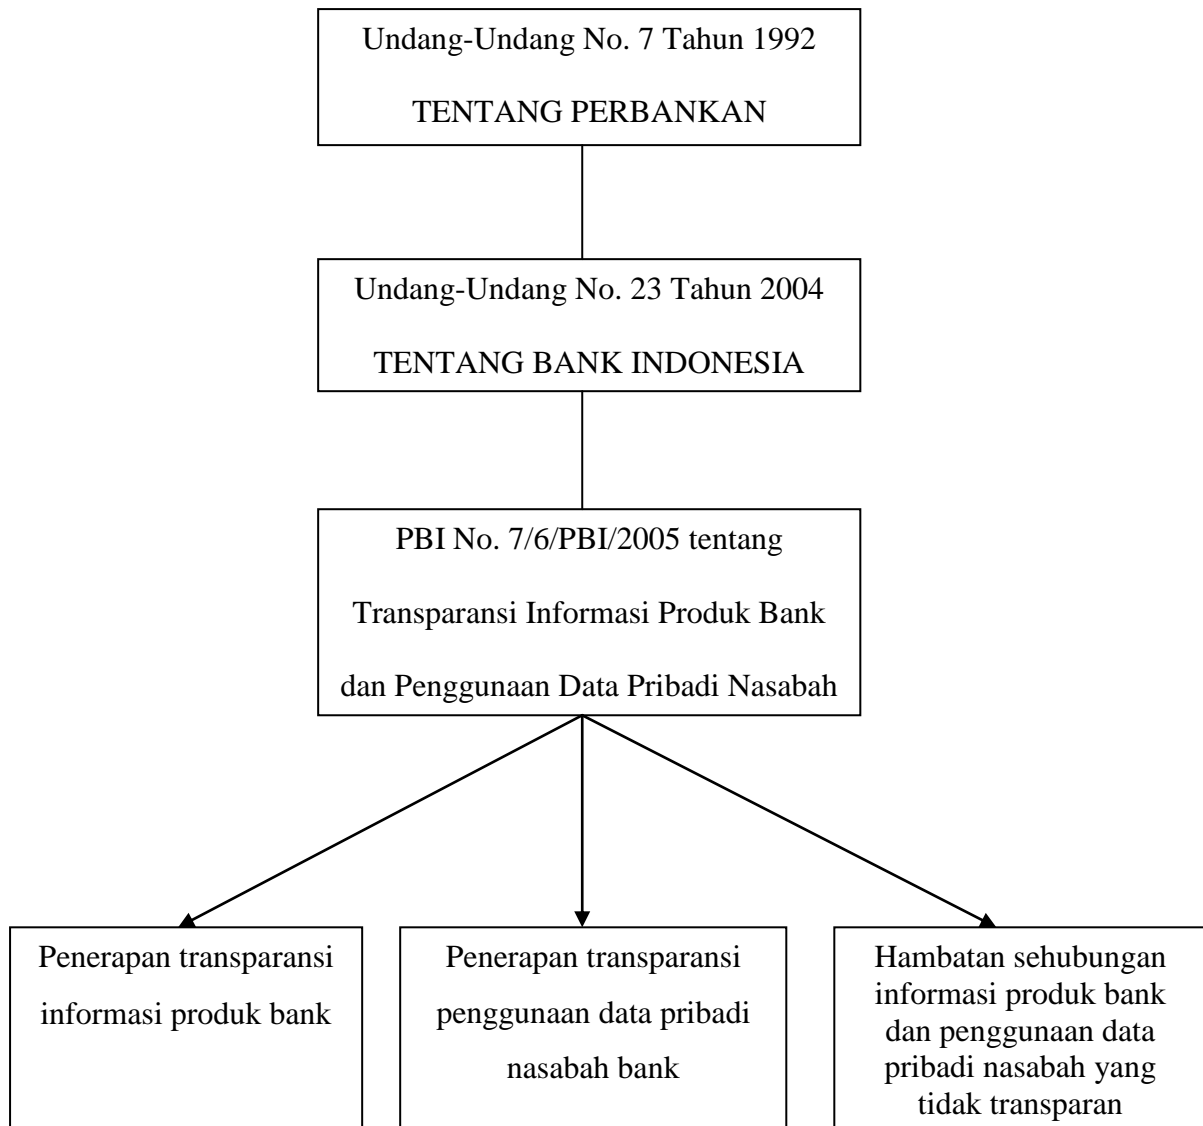 Undang-Undang No. 7 Tahun 1992
TENTANG PERBANKAN
Undang-Undang No. 23 Tahun 2004
TENTANG BANK INDONESIA
PBI No. 7/6/PBI/2005 tentang
Transparansi Informasi Produk Bank
dan Penggunaan Data Pribadi Nasabah
Penerapan transparansi
informasi produk bank
Penerapan transparansi
penggunaan data pribadi
nasabah bank
Hambatan sehubungan
informasi produk bank
dan penggunaan data
pribadi nasabah yang
tidak transparan